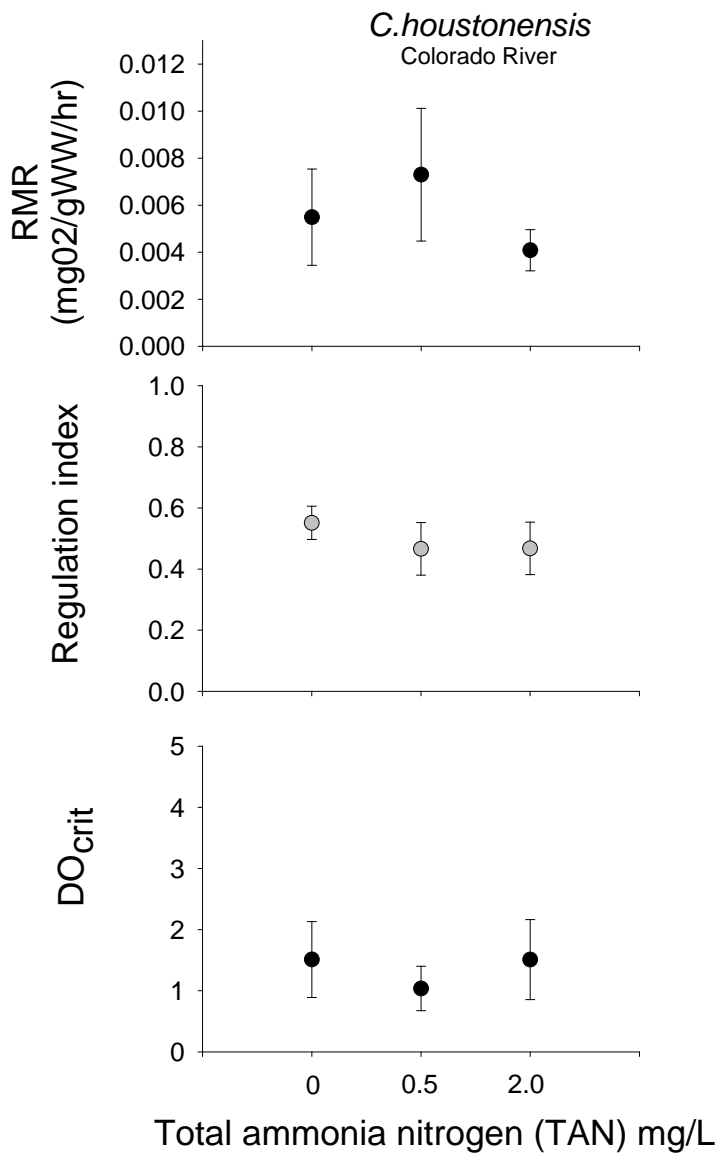 C.houstonensis
Colorado River
RMR
(mg02/gWW/hr)
0.012
0.010
0.008
0.006
0.004
0.002
0.000
Regulation index
1.0
0.8
0.6
0.4
0.2
0.0
DOcrit
5
4
3
2
1
0
0 0.5 2.0
Total ammonia nitrogen (TAN) mg/L